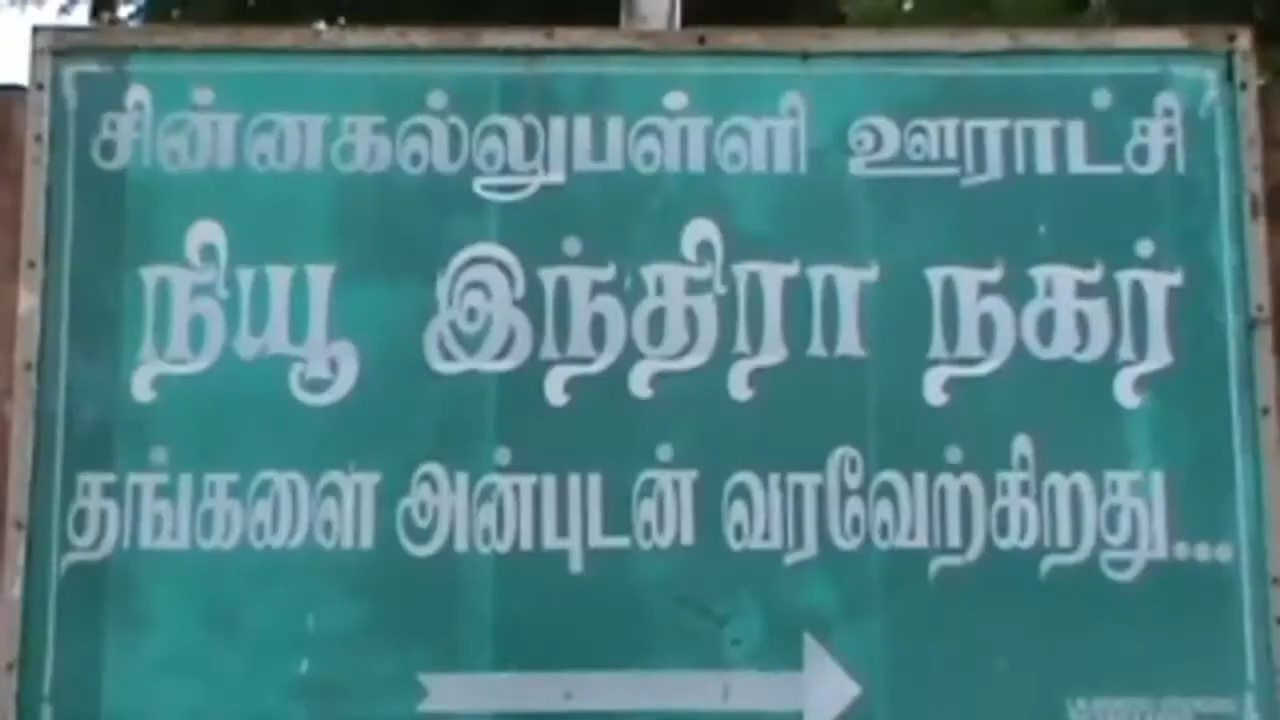 சின்னகல்லுபள்ளி ஊராட்சி
நியூ இந்திரா நகர்
தங்களை அன்புடன் வரவேற்கிறது...